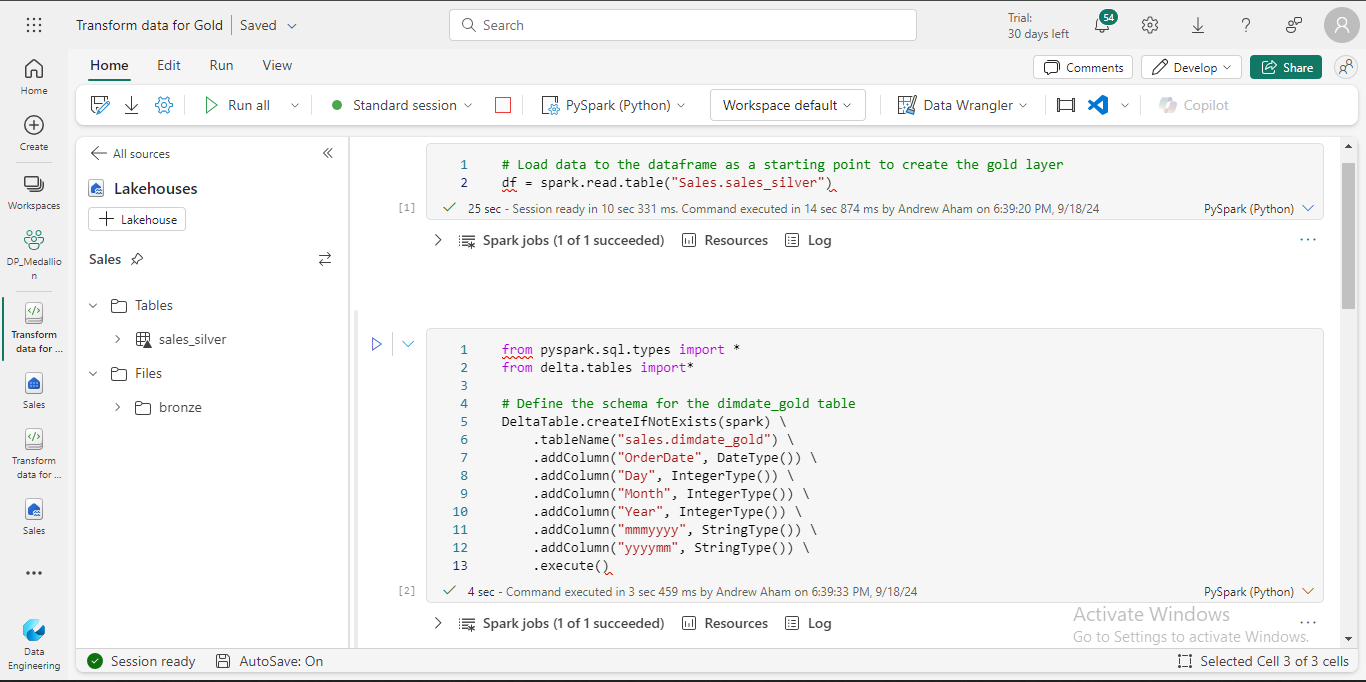 Transform data for Gold
Saved
Search
Trial:
30 days left
54
Home
Edit
Run
View
Comments
Develop
Share
Run all
Standard session
PySpark (Python)
Workspace default
Data Wrangler
Copilot
Home
Create
Workspaces
DP_Medallio
n
Transform
data for ...
Sales
Transform
data for ...
Sales
Data
Engineering
All sources
Lakehouses
Lakehouse
Sales
Tables
sales_silver
Files
bronze
1 # Load data to the dataframe as a starting point to create the gold layer
2 df = spark.read.table("Sales.sales_silver")
[1]
25 sec - Session ready in 10 sec 331 ms. Command executed in 14 sec 874 ms by Andrew Aham on 6:39:20 PM, 9/18/24
PySpark (Python)
Spark jobs (1 of 1 succeeded)
Resources
Log
1 from pyspark.sql.types import *
2 from delta.tables import*
3
4 # Define the schema for the dimdate_gold table
5 DeltaTable.createIfNotExists(spark) \
6 .tableName("sales.dimdate_gold") \
7 .addColumn("OrderDate", DateType()) \
8 .addColumn("Day", IntegerType()) \
9 .addColumn("Month", IntegerType()) \
10 .addColumn("Year", IntegerType()) \
11 .addColumn("mmmyyyy", StringType()) \
12 .addColumn("yyyymm", StringType()) \
13 .execute()
[2]
4 sec - Command executed in 3 sec 459 ms by Andrew Aham on 6:39:33 PM, 9/18/24
PySpark (Python)
Spark jobs (1 of 1 succeeded)
Resources
Log
Activate Windows
Go to Settings to activate Windows.
Session ready
AutoSave: On
Selected Cell 3 of 3 cells